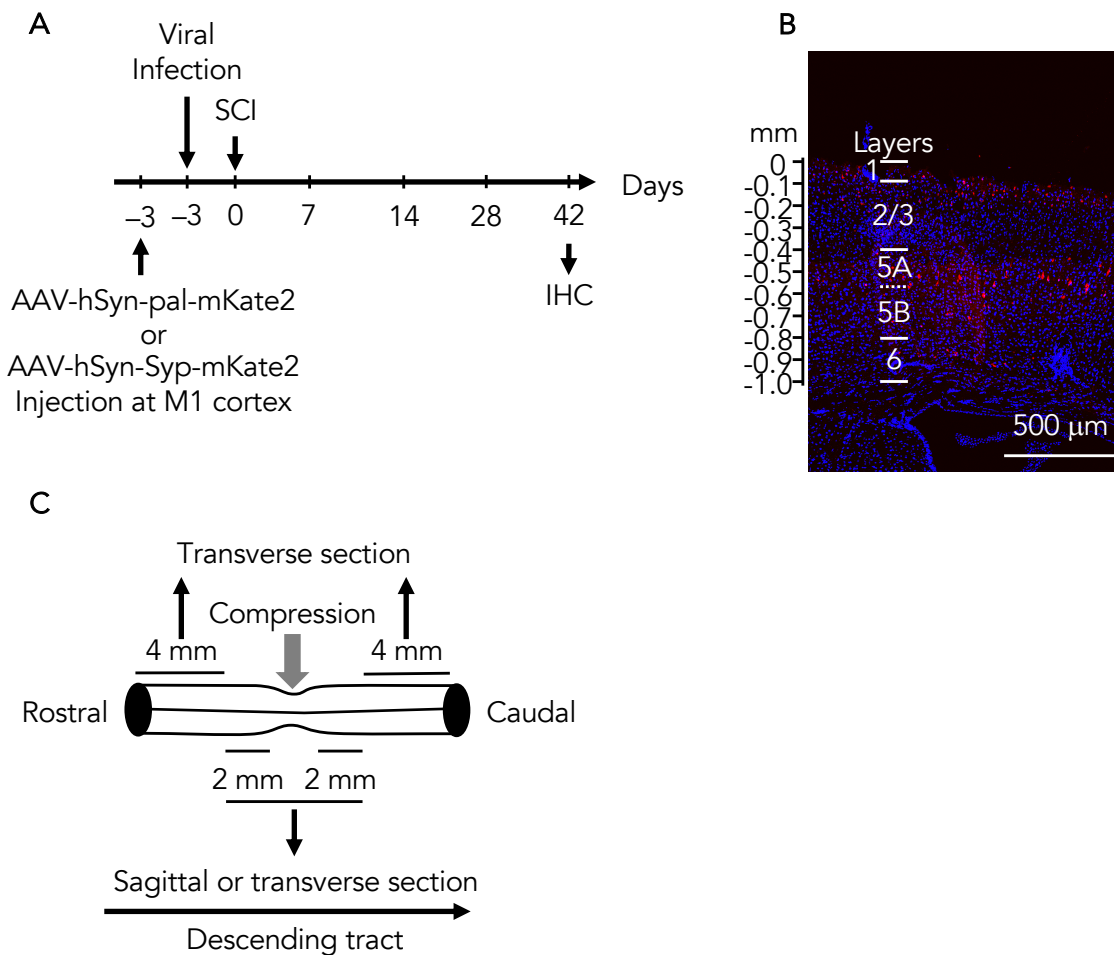 A
Viral
Infection
SCI
Days
–3
–3
0
7
14
28
42
AAV-hSyn-pal-mKate2
or
AAV-hSyn-Syp-mKate2
Injection at M1 cortex
IHC
B
mm
0
-0.1
-0.2
-0.3
-0.4
-0.5
-0.6
-0.7
-0.8
-0.9
-1.0
Layers
1
2/3
5A
5B
6
500 μm
C
Transverse section
Compression
4 mm
4 mm
Rostral
Caudal
2 mm
2 mm
Sagittal or transverse section
Descending tract